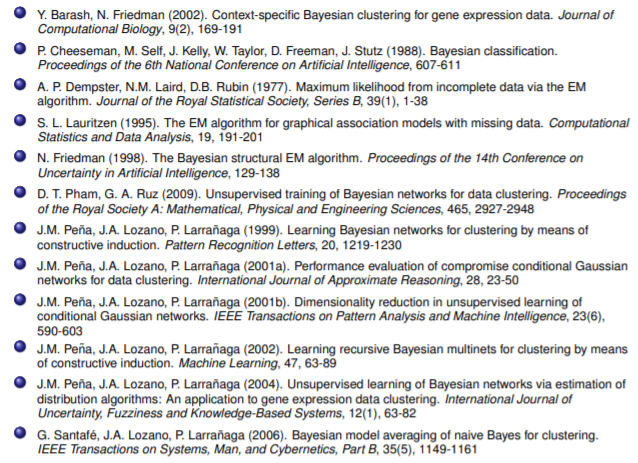 Y. Barash, N. Friedman (2002). Context-specific Bayesian clustering for gene expression data. Journal of
Computational Biology, 9(2), 169-191
P. Cheeseman, M. Self, J. Kelly, W. Taylor, D. Freeman, J. Stutz (1988). Bayesian classification.
Proceedings of the 6th National Conference on Artificial Intelligence, 607-611
A. P. Dempster, N.M. Laird, D.B. Rubin (1977). Maximum likelihood from incomplete data via the EM
algorithm. Journal of the Royal Statistical Society, Series B, 39(1), 1-38
S. L. Lauritzen (1995). The EM algorithm for graphical association models with missing data. Computational
Statistics and Data Analysis, 19, 191-201
N. Friedman (1998). The Bayesian structural EM algorithm. Proceedings of the 14th Conference on
Uncertainty in Artificial Intelligence, 129-138
D. T. Pham, G. A. Ruz (2009). Unsupervised training of Bayesian networks for data clustering. Proceedings
of the Royal Society A: Mathematical, Physical and Engineering Sciences, 465, 2927-2948
J.M. Peña, J.A. Lozano, P. Larrañaga (1999). Learning Bayesian networks for clustering by means of
constructive induction. Pattern Recognition Letters, 20, 1219-1230
J.M. Peña, J.A. Lozano, P. Larrañaga (2001a). Performance evaluation of compromise conditional Gaussian
networks for data clustering. International Journal of Approximate Reasoning, 28, 23-50
J.M. Peña, J.A. Lozano, P. Larrañaga (2001b). Dimensionality reduction in unsupervised learning of
conditional Gaussian networks. IEEE Transactions on Pattern Analysis and Machine Intelligence, 23(6),
590-603
J.M. Peña, J.A. Lozano, P. Larrañaga (2002). Learning recursive Bayesian multinets for clustering by means
of constructive induction. Machine Learning, 47, 63-89
J.M. Peña, J.A. Lozano, P. Larrañaga (2004). Unsupervised learning of Bayesian networks via estimation of
distribution algorithms: An application to gene expression data clustering. International Journal of
Uncertainty, Fuzziness and Knowledge-Based Systems, 12(1), 63-82
G. Santafé, J.A. Lozano, P. Larrañaga (2006). Bayesian model averaging of naive Bayes for clustering.
IEEE Transactions on Systems, Man, and Cybernetics, Part B, 35(5), 1149-1161